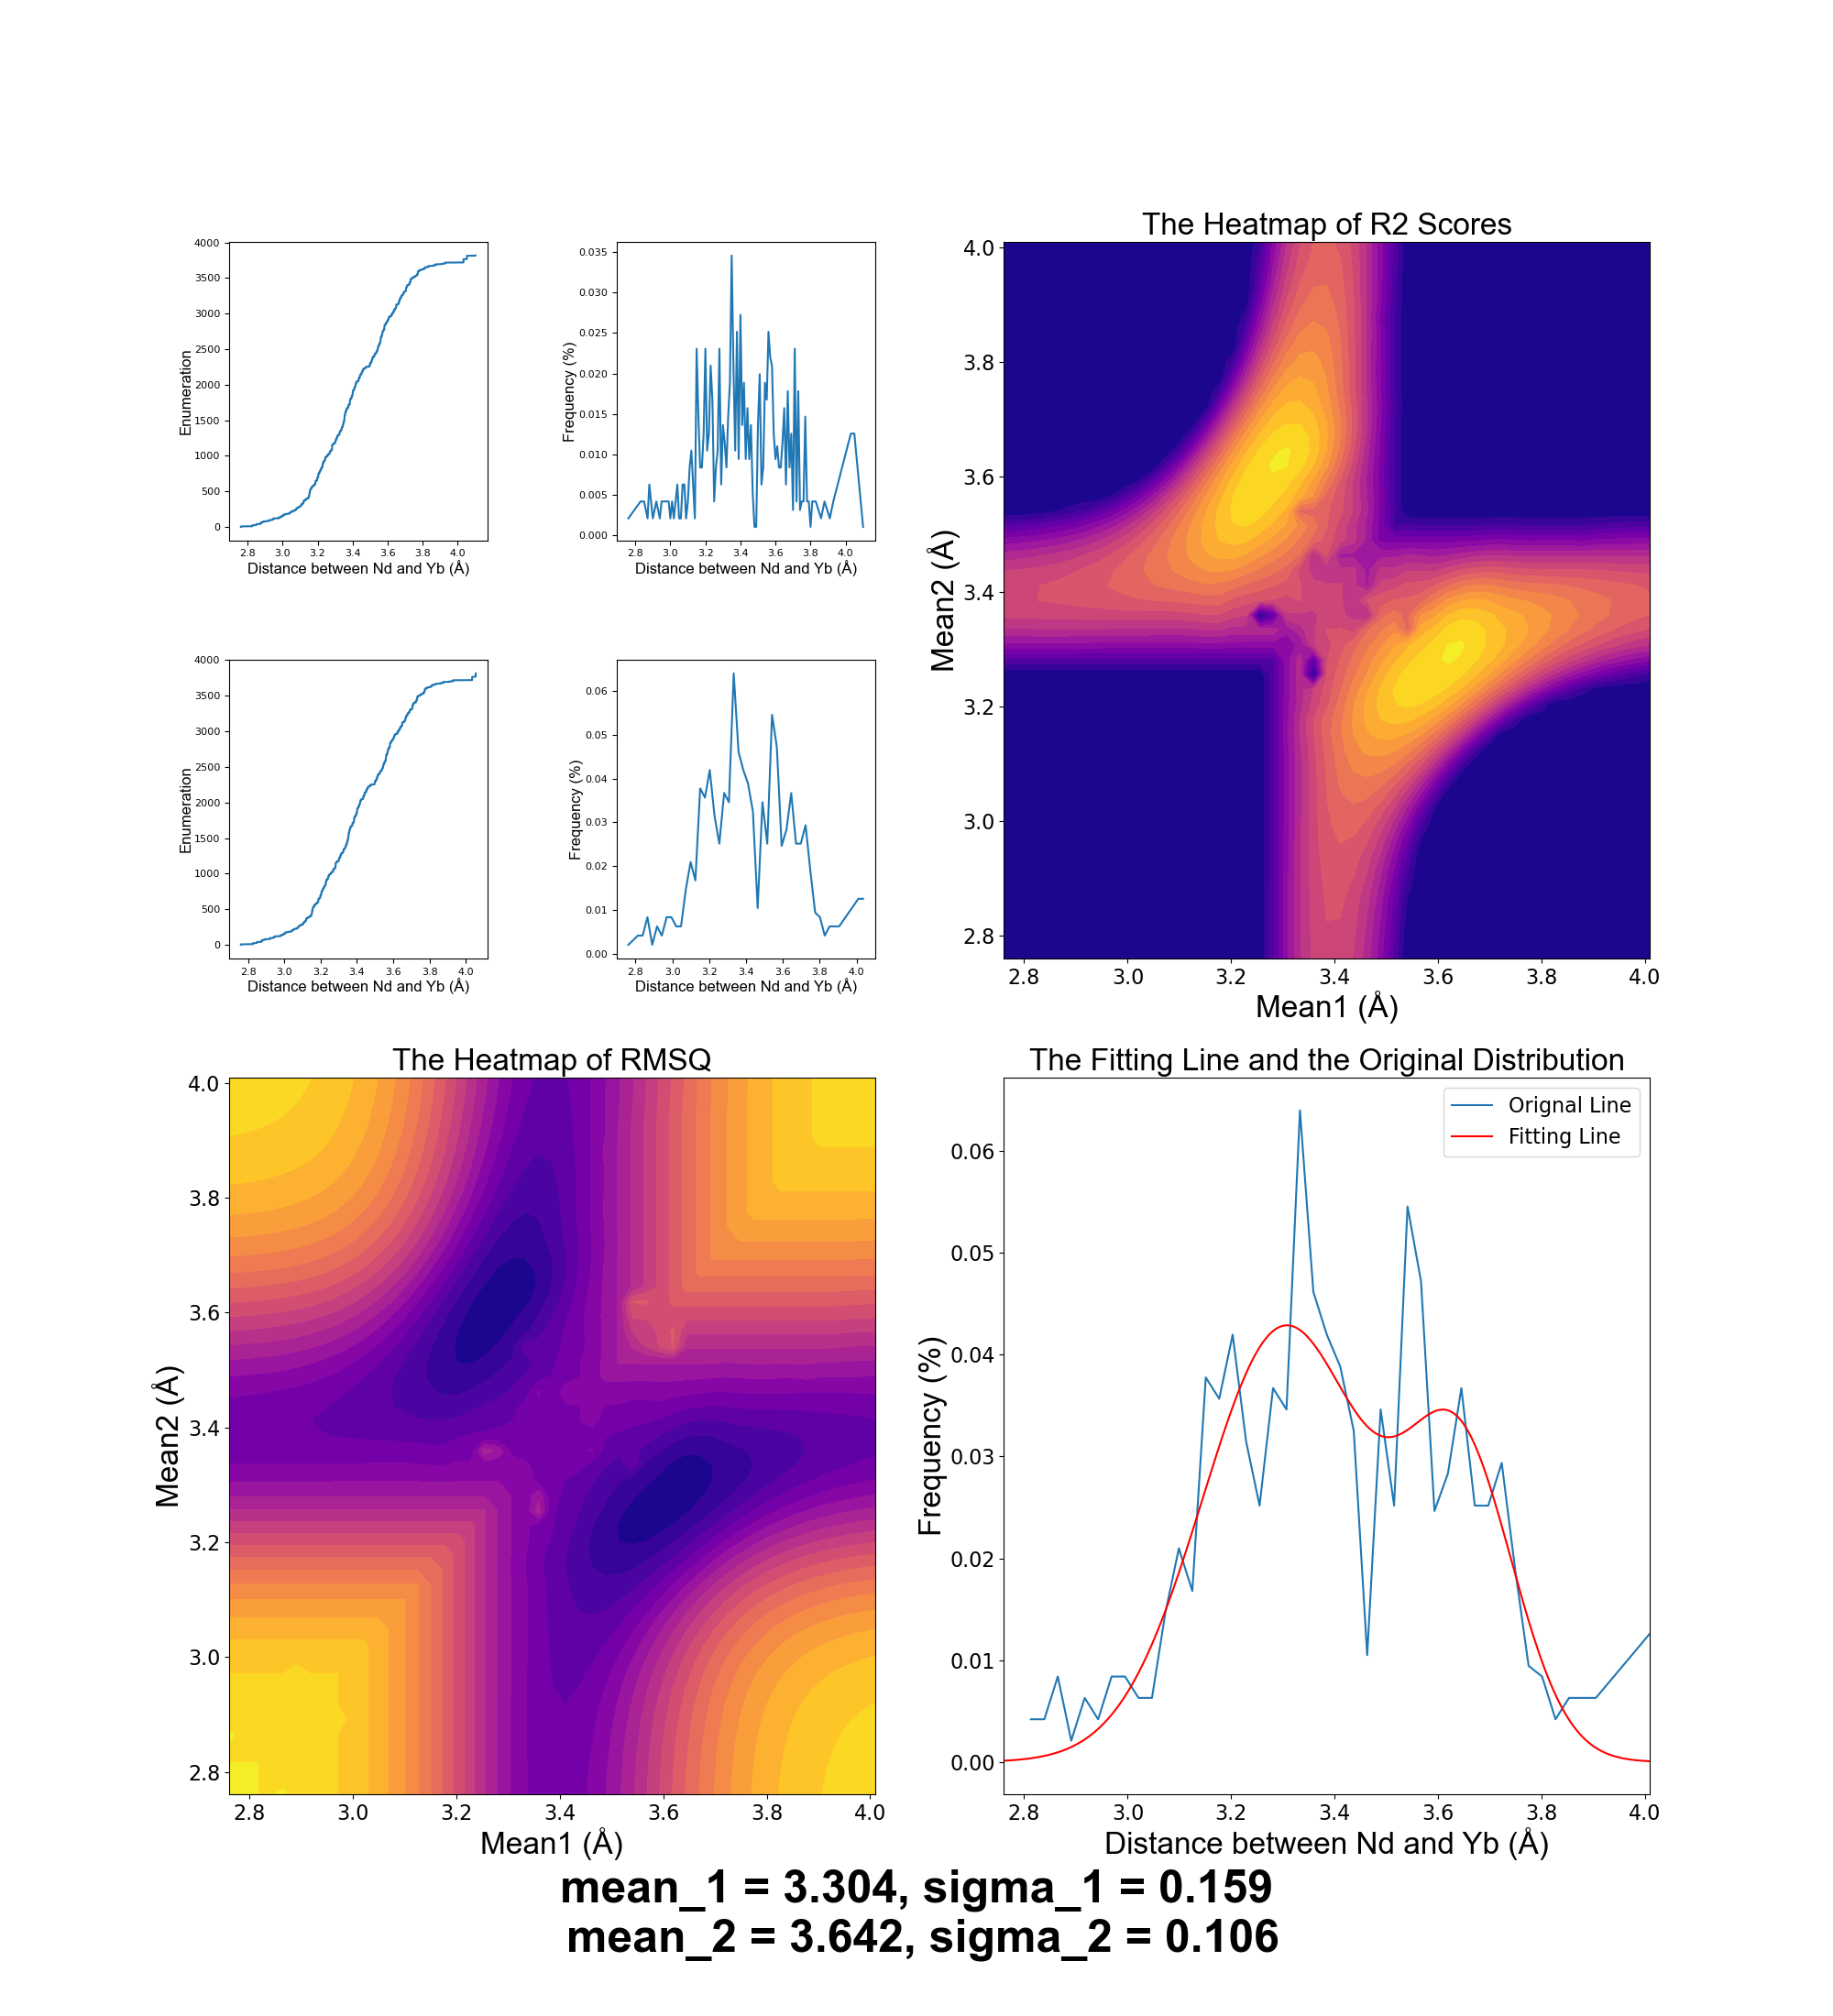 The Heatmap of R2 Scores
4000
3500
3000
2500
2000
1500
1000
500
0
Enumeration
2.8 3.0 3.2 3.4 3.6 3.8 4.0
Distance between Nd and Yb (Å)
0.035
0.030
0.025
0.020
0.015
0.010
0.005
0.000
Frequency (%)
2.8 3.0 3.2 3.4 3.6 3.8 4.0
Distance between Nd and Yb (Å)
4.0
3.8
3.6
3.4
3.2
3.0
2.8
Mean2 (Å)
2.8 3.0 3.2 3.4 3.6 3.8 4.0
Mean1 (Å)
4000
3500
3000
2500
2000
1500
1000
500
0
Enumeration
2.8 3.0 3.2 3.4 3.6 3.8 4.0
Distance between Nd and Yb (Å)
0.06
0.05
0.04
0.03
0.02
0.01
0.00
Frequency (%)
2.8 3.0 3.2 3.4 3.6 3.8 4.0
Distance between Nd and Yb (Å)
The Heatmap of RMSQ
4.0
3.8
3.6
3.4
3.2
3.0
2.8
Mean2 (Å)
2.8 3.0 3.2 3.4 3.6 3.8 4.0
Mean1 (Å)
The Fitting Line and the Original Distribution
Orignal Line
Fitting Line
0.06
0.05
0.04
0.03
0.02
0.01
0.00
Frequency (%)
2.8 3.0 3.2 3.4 3.6 3.8 4.0
Distance between Nd and Yb (Å)
mean_1 = 3.304, sigma_1 = 0.159
mean_2 = 3.642, sigma_2 = 0.106